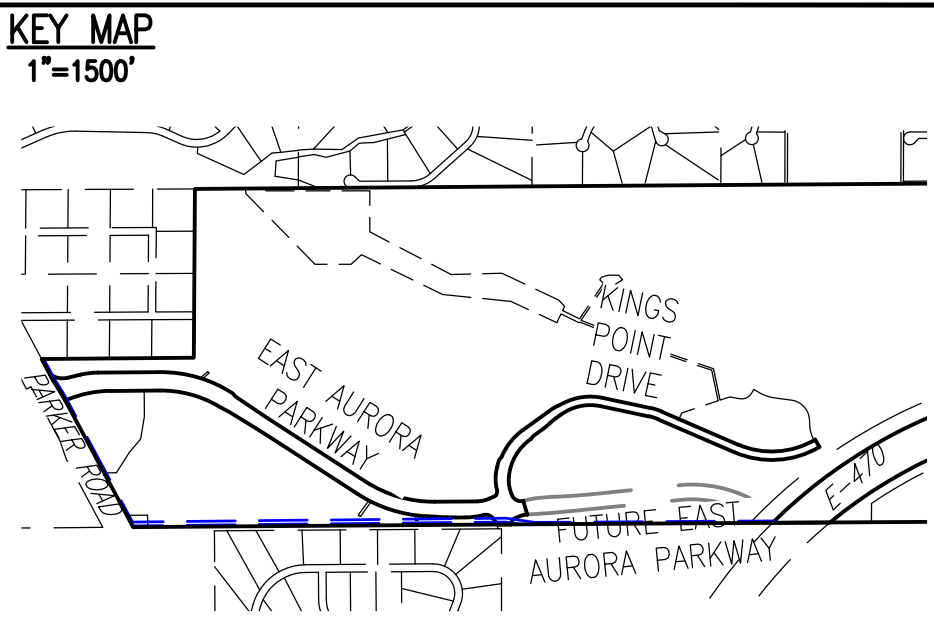 KEY MAP
1"=1500'
KINGS
POINT
DRIVE
EAST AURORA
PARKWAY
PARKER ROAD
E-470
FUTURE EAST
AURORA PARKWAY